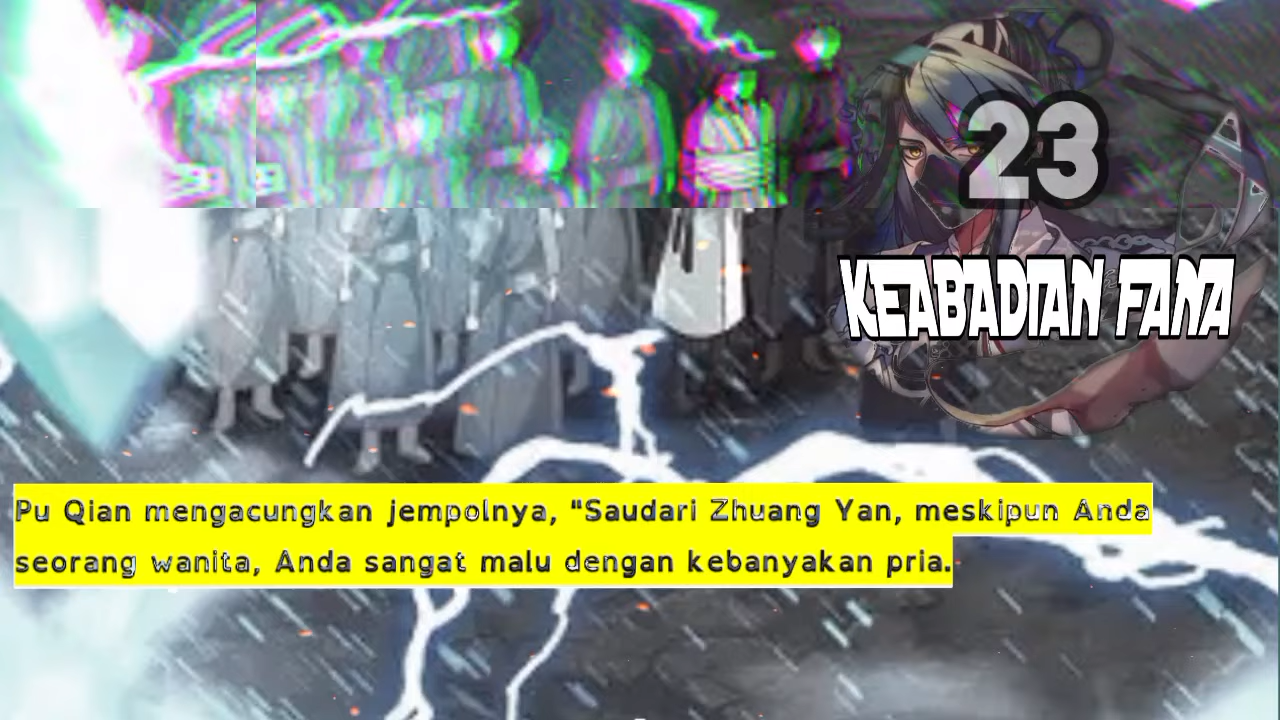 23
KEABADIAN FANA
Pu Qian mengacungkan jempolnya, "Saudari Zhuang Yan, meskipun Anda
seorang wanita, Anda sangat malu dengan kebanyakan pria.